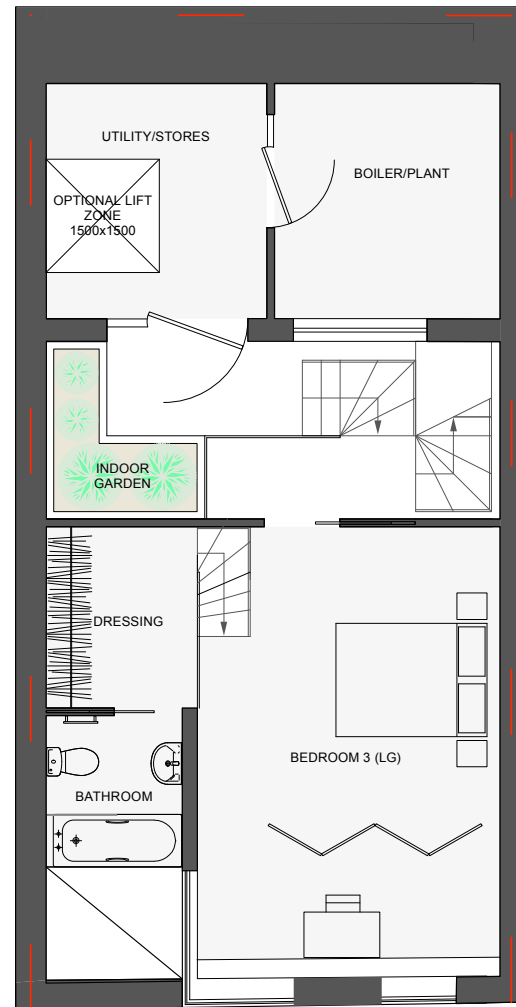 UTILITY/STORES
BOILER/PLANT
OPTIONAL LIFT
ZONE
1500x1500
INDOOR
GARDEN
DRESSING
BEDROOM 3 (LG)
BATHROOM